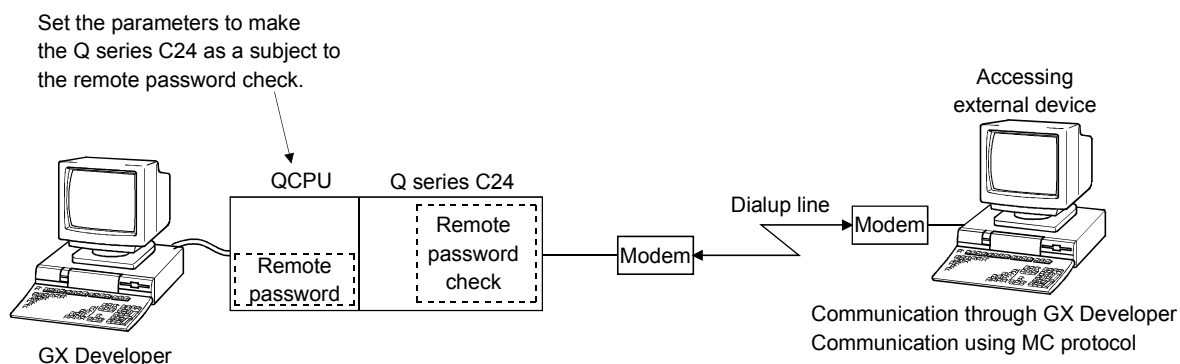 Set the parameters to make
the Q series C24 as a subject to
the remote password check.
Accessing
external device
QCPU
Q series C24
Dialup line
Modem
Remote
password
check
Remote
password
Modem
Communication through GX Developer
Communication using MC protocol
GX Developer